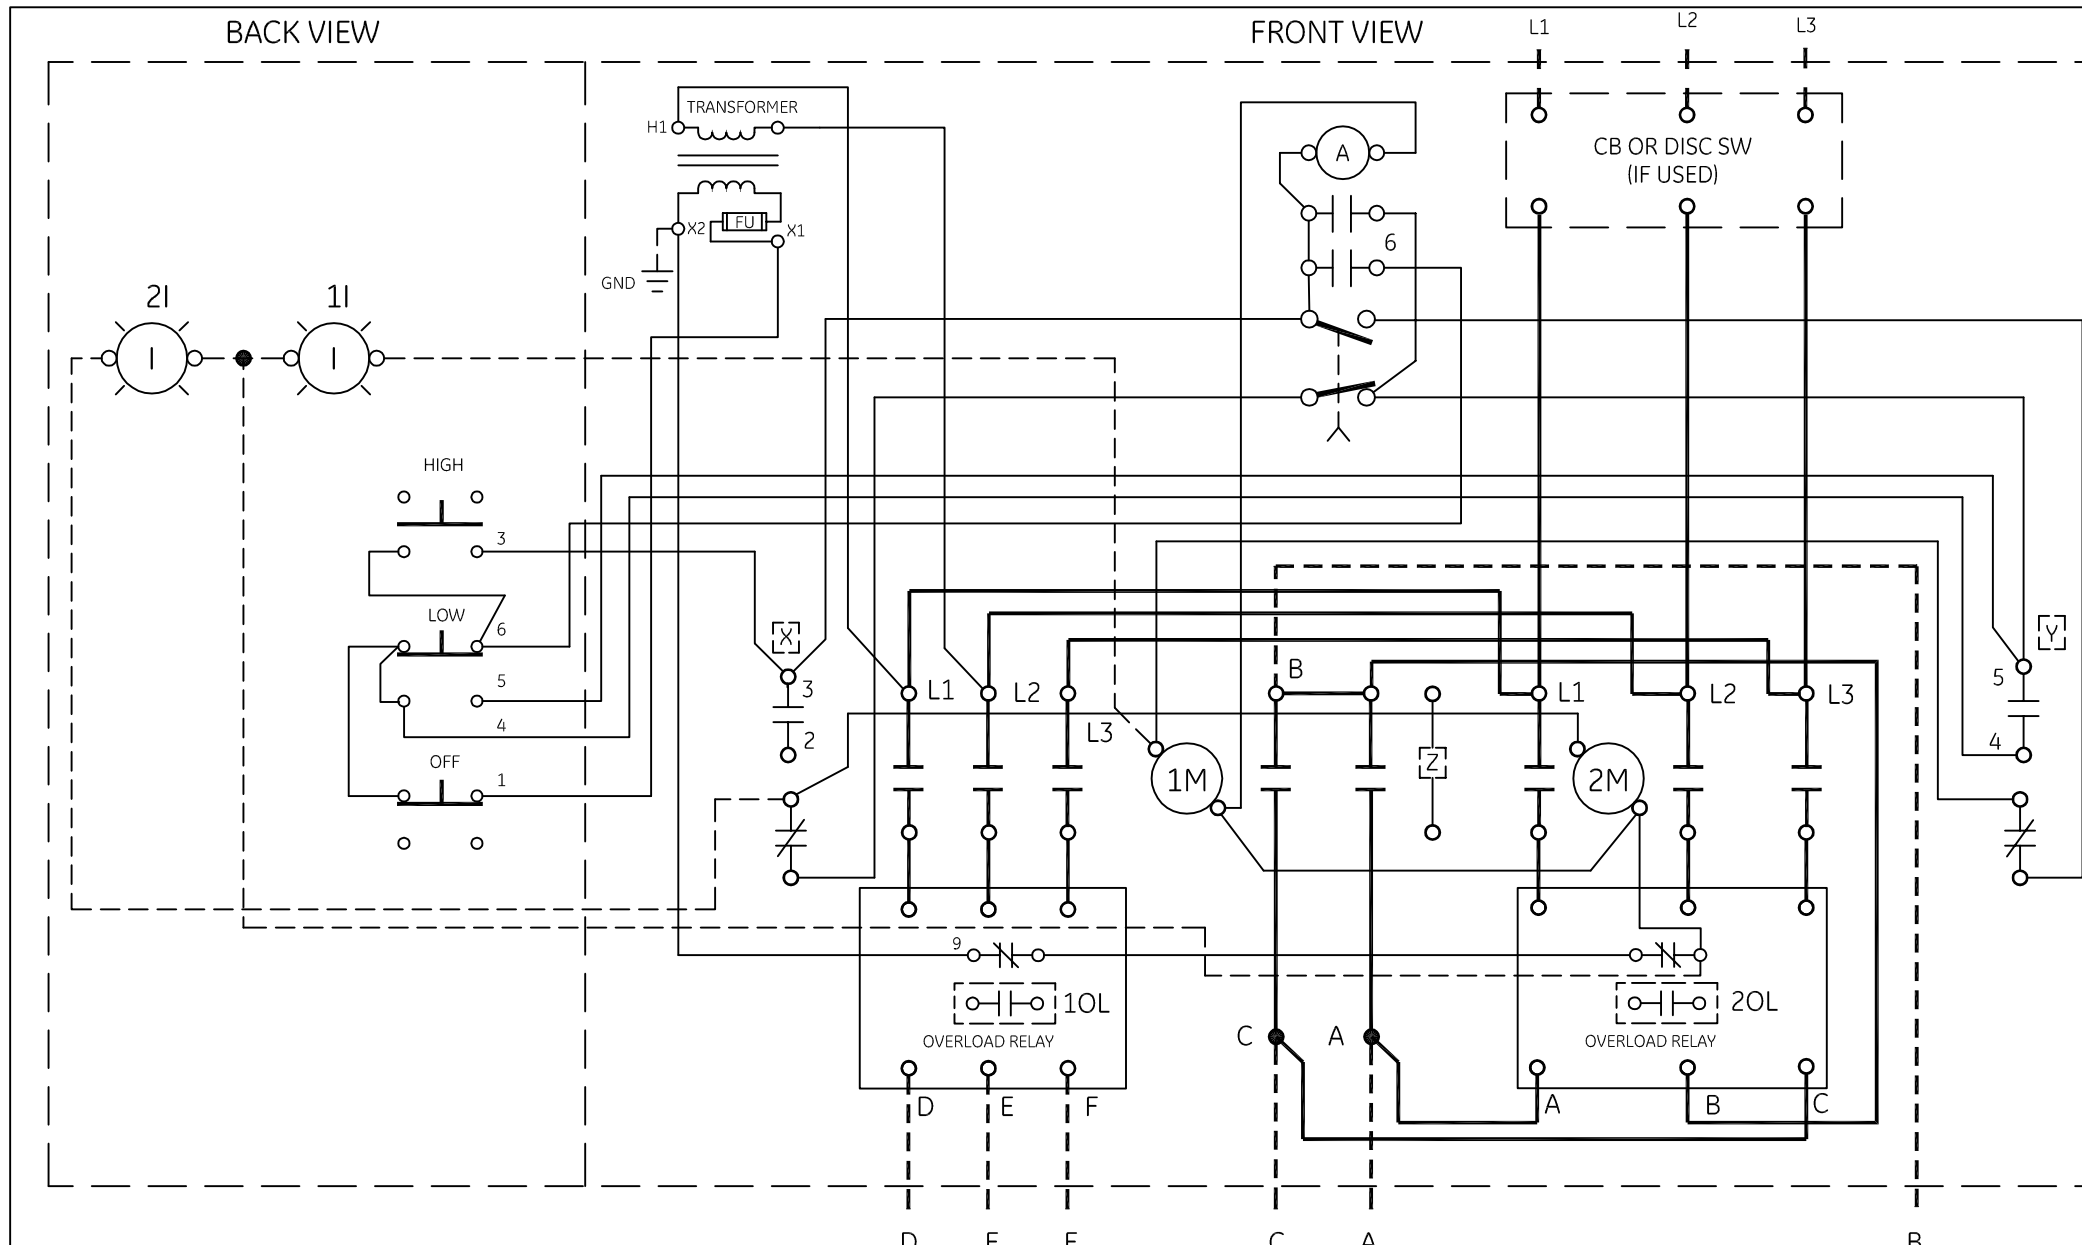 BACK VIEW
FRONT VIEW
L1
L2
L3
TRANSFORMER
H1
CB OR DISC SW
(IF USED)
A
FU
X2
X1
6
GND
2I
1I
I
I
HIGH
3
LOW
6
X
Y
5
B
3
L1
L2
L1
L2
L3
5
4
2
L3
4
OFF
1
1M
Z
2M
9
1OL
2OL
OVERLOAD RELAY
C
A
OVERLOAD RELAY
D
E
F
A
B
C